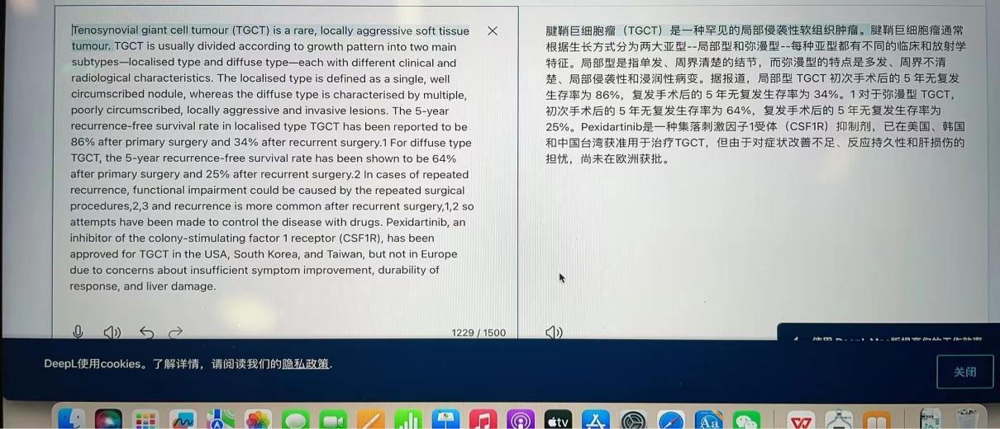 Tenosynovial giant cell tumour (TGCT) is a rare, locally aggressive soft tissue
tumour. TGCT is usually divided according to growth pattern into two main
subtypes—localised type and diffuse type—each with different clinical and
radiological characteristics. The localised type is defined as a single, well
circumscribed nodule, whereas the diffuse type is characterised by multiple,
poorly circumscribed, locally aggressive and invasive lesions. The 5-year
recurrence-free survival rate in localised type TGCT has been reported to be
86% after primary surgery and 34% after recurrent surgery.1 For diffuse type
TGCT, the 5-year recurrence-free survival rate has been shown to be 64%
after primary surgery and 25% after recurrent surgery.2 In cases of repeated
recurrence, functional impairment could be caused by the repeated surgical
procedures,2,3 and recurrence is more common after recurrent surgery,1,2 so
attempts have been made to control the disease with drugs. Pexidartinib, an
inhibitor of the colony-stimulating factor 1 receptor (CSF1R), has been
approved for TGCT in the USA, South Korea, and Taiwan, but not in Europe
due to concerns about insufficient symptom improvement, durability of
response, and liver damage.
1229 / 1500
腱鞘巨细胞瘤（TGCT）是一种罕见的局部侵袭性软组织肿瘤。腱鞘巨细胞瘤通常
根据生长方式分为两大亚型--局部型和弥漫型--每种亚型都有不同的临床和放射学
特征。局部型是指单发、周界清楚的结节，而弥漫型的特点是多发、周界不清
楚、局部侵袭性和浸润性病变。据报道，局部型 TGCT 初次手术后的 5 年无复发
生存率为 86%，复发手术后的 5 年无复发生存率为 34%。1 对于弥漫型 TGCT，
初次手术后的 5 年无复发生存率为 64%，复发手术后的 5 年无复发生存率为
25%。Pexidartinib是一种集落刺激因子1受体（CSF1R）抑制剂，已在美国、韩国
和中国台湾获准用于治疗TGCT，但由于对症状改善不足、反应持久性和肝损伤的
担忧，尚未在欧洲获批。
DeepL使用cookies。了解详情，请阅读我们的隐私政策.
关闭
tv
Aa